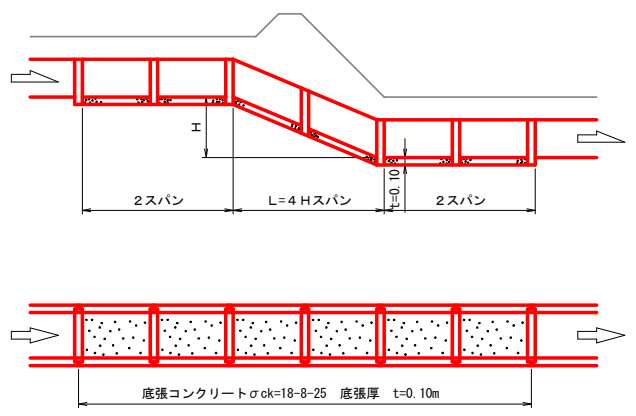 H
t=0.10
2スパン
L=4Hスパン
2スパン
底張コンクリートσck=18-8-25 底張厚 t=0.10m